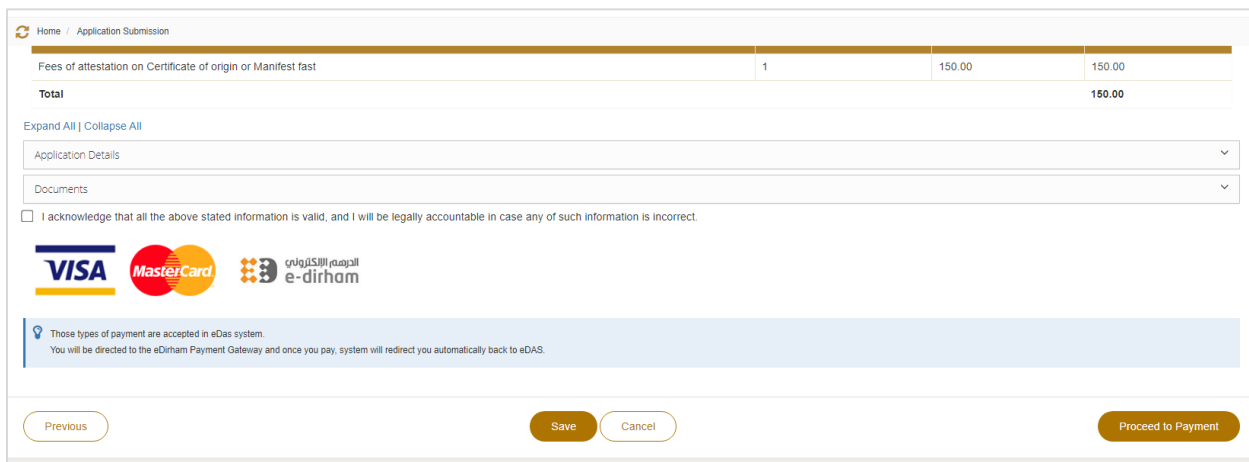 Home / Application Submission
Fees of attestation on Certificate of origin or Manifest fast 1 150.00 150.00
Total 150.00
Expand All | Collapse All
Application Details
Documents
I acknowledge that all the above stated information is valid, and I will be legally accountable in case any of such information is incorrect.
VISA MasterCard الدرهم الإلكتروني
e-dirham
Those types of payment are accepted in eDas system.
You will be directed to the eDirham Payment Gateway and once you pay, system will redirect you automatically back to eDAS.
Previous Save Cancel Proceed to Payment